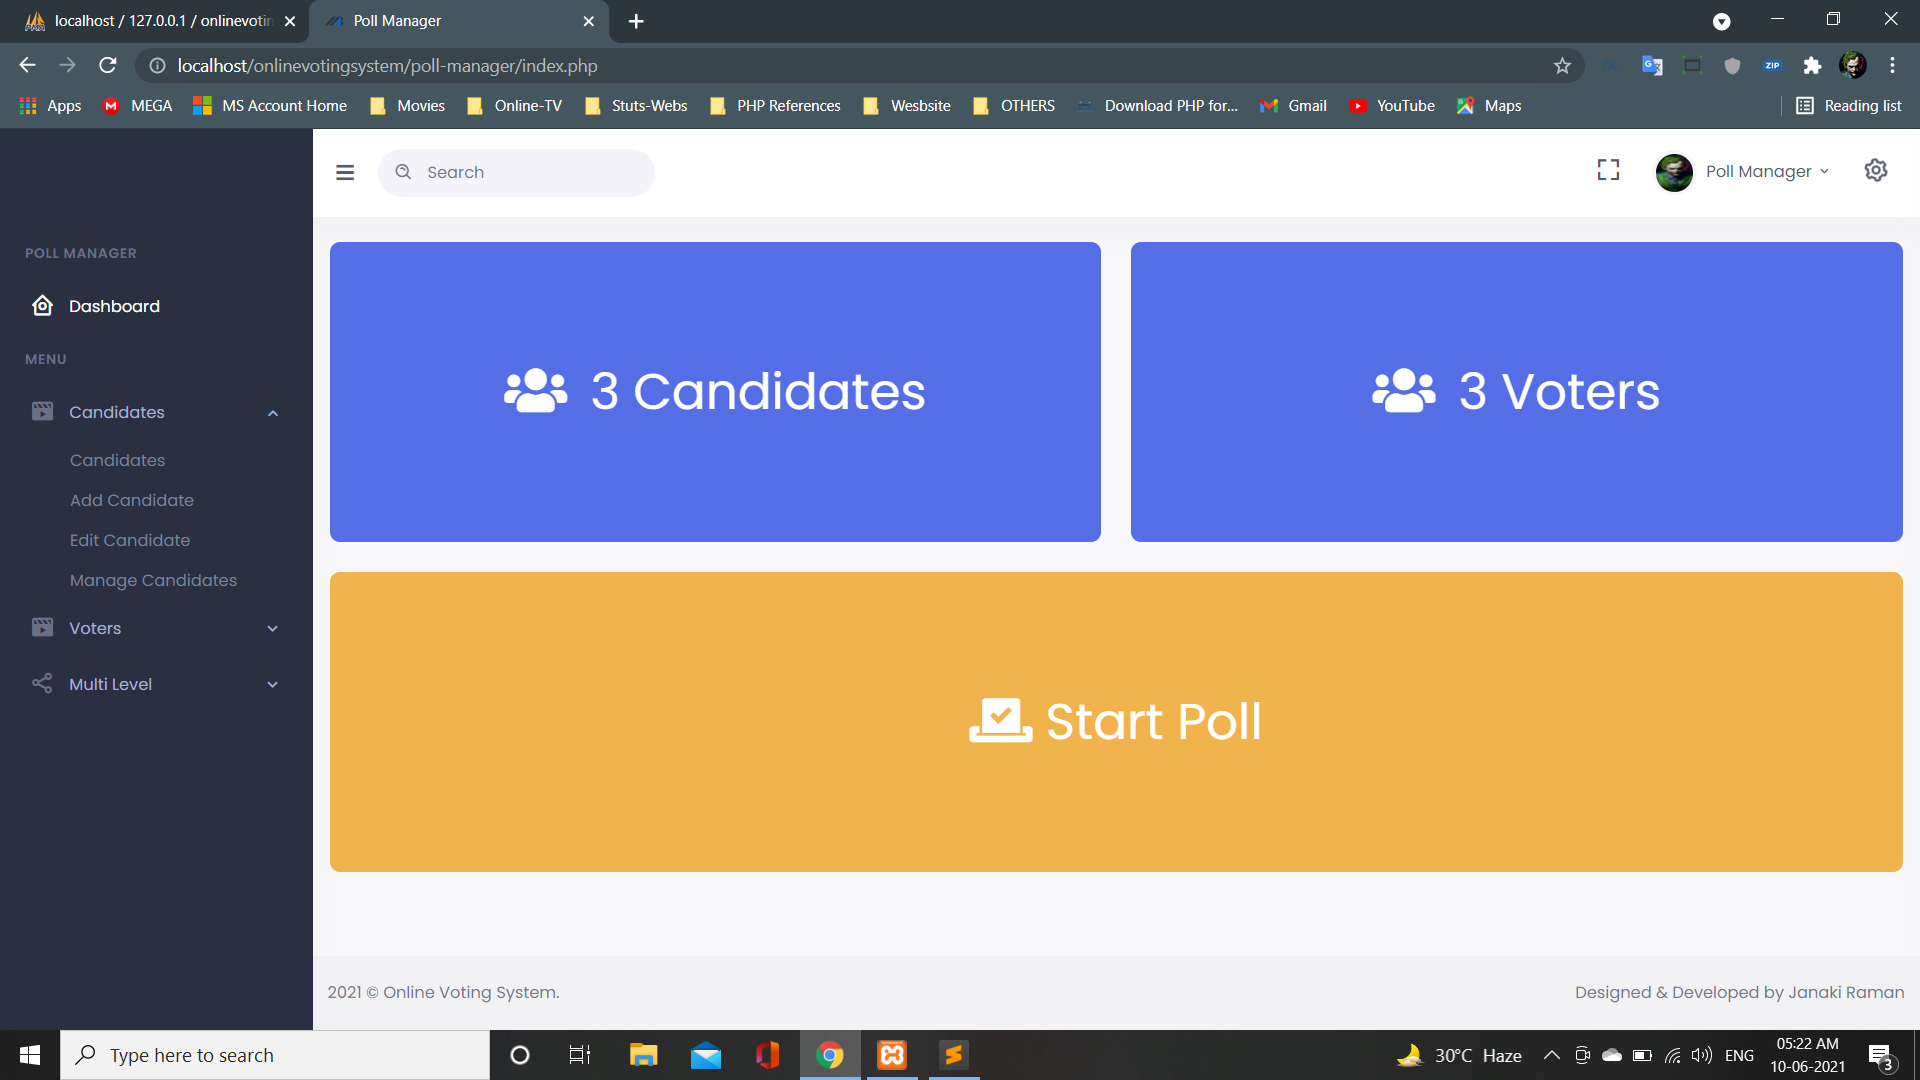 localhost / 127.0.0.1 / onlinevotin
Poll Manager
localhost/onlinevotingsystem/poll-manager/index.php
ZIP
Apps
MEGA
MS Account Home
Movies
Online-TV
Stuts-Webs
PHP References
Wesbsite
OTHERS
Download PHP for...
Gmail
YouTube
Maps
Reading list
Search
Poll Manager
POLL MANAGER
Dashboard
MENU
Candidates
Candidates
Add Candidate
Edit Candidate
Manage Candidates
Voters
Multi Level
3 Candidates
3 Voters
Start Poll
2021 © Online Voting System.
Designed & Developed by Janaki Raman
Type here to search
30°C Haze
ENG
05:22 AM
10-06-2021
3